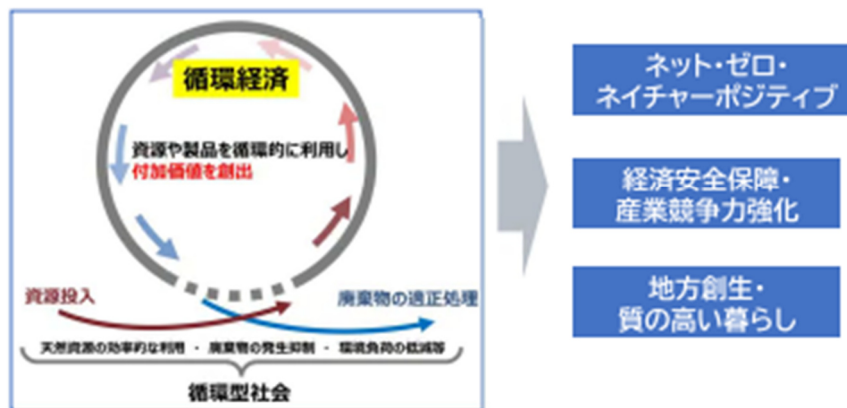 循環経済
資源や製品を循環的に利用し
付加価値を創出
資源投入
廃棄物の適正処理
天然資源の効率的な利用 ・ 廃棄物の発生抑制 ・ 環境負荷の低減等
循環型社会
ネット・ゼロ・
ネイチャーポジティブ
経済安全保障・
産業競争力強化
地方創生・
質の高い暮らし